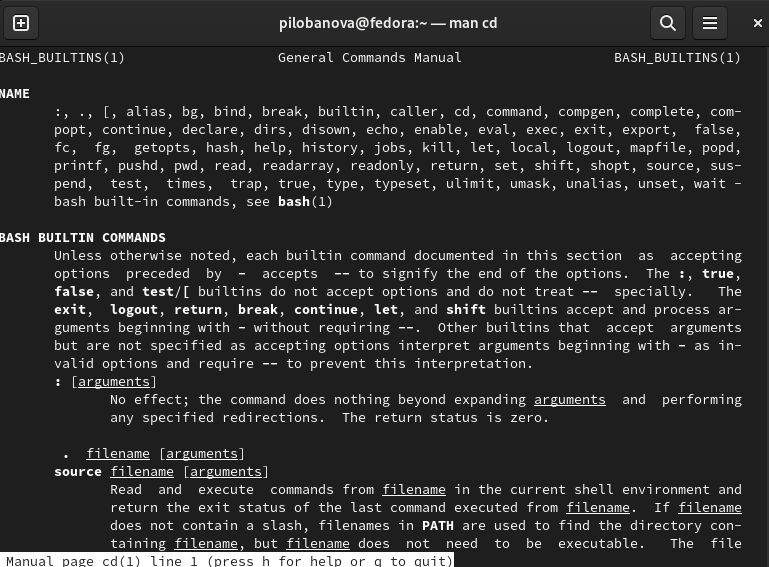 pilobanova@fedora:~ — man cd
BASH_BUILTINS(1) General Commands Manual BASH_BUILTINS(1)
NAME
:, ., [, alias, bg, bind, break, builtin, caller, cd, command, compgen, complete, com-
popt, continue, declare, dirs, disown, echo, enable, eval, exec, exit, export, false,
fc, fg, getopts, hash, help, history, jobs, kill, let, local, logout, mapfile, popd,
printf, pushd, pwd, read, readarray, readonly, return, set, shift, shopt, source, sus-
pend, test, times, trap, true, type, typeset, ulimit, umask, unalias, unset, wait -
bash built-in commands, see bash(1)
BASH BUILTIN COMMANDS
Unless otherwise noted, each builtin command documented in this section as accepting
options preceded by - accepts -- to signify the end of the options. The :, true,
false, and test/[ builtins do not accept options and do not treat -- specially. The
exit, logout, return, break, continue, let, and shift builtins accept and process ar-
guments beginning with - without requiring --. Other builtins that accept arguments
but are not specified as accepting options interpret arguments beginning with - as in-
valid options and require -- to prevent this interpretation.
: [arguments]
No effect; the command does nothing beyond expanding arguments and performing
any specified redirections. The return status is zero.
. filename [arguments]
source filename [arguments]
Read and execute commands from filename in the current shell environment and
return the exit status of the last command executed from filename. If filename
does not contain a slash, filenames in PATH are used to find the directory con-
taining filename, but filename does not need to be executable. The file
Manual page cd(1) line 1 (press h for help or q to quit)